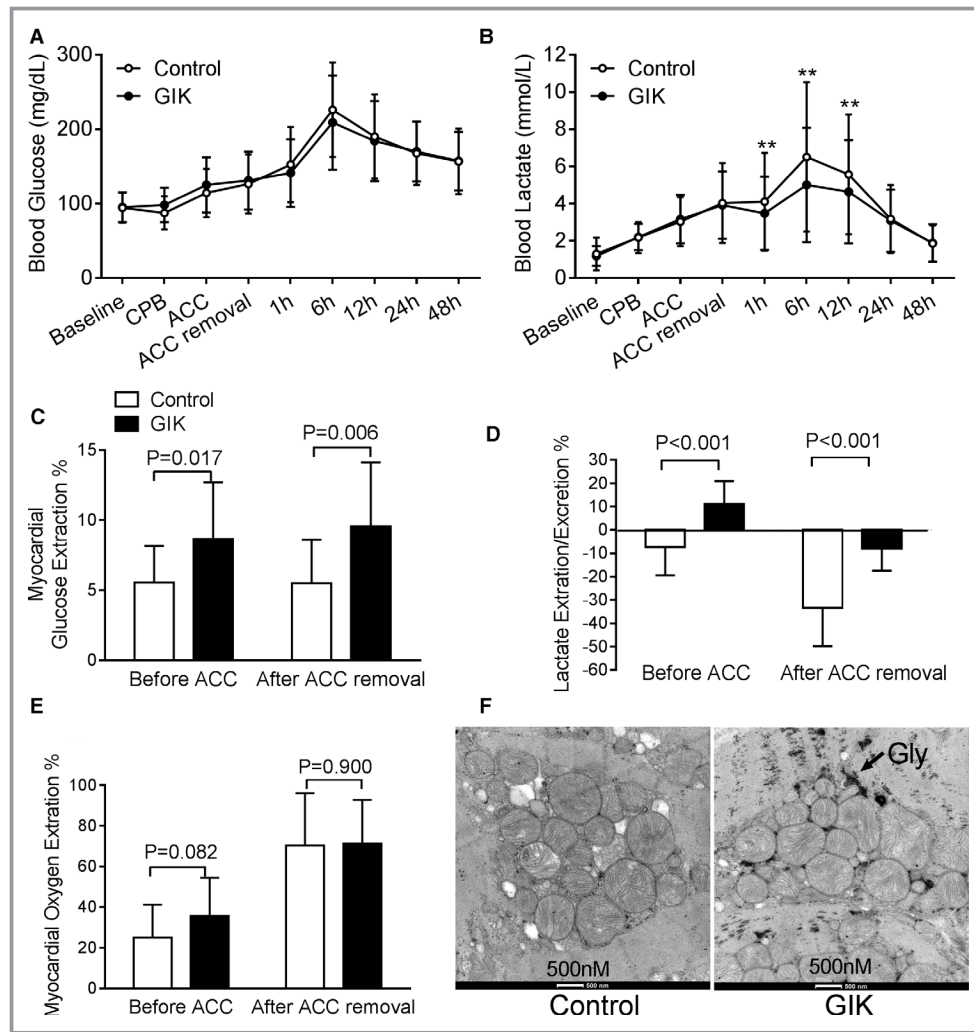 A
Blood Glucose (mg/dL)
300
200
100
0
Control
GIK
Baseline
CPB
ACC
ACC removal
1h
6h
12h
24h
48h
B
Blood Lactate (mmol/L)
12
10
8
6
4
2
0
Control
GIK
**
**
**
Baseline
CPB
ACC
ACC removal
1h
6h
12h
24h
48h
C
Control
GIK
Myocardial
Glucose Extraction %
15
10
5
0
P=0.017
P=0.006
Before ACC
After ACC removal
D
Lactate Extration/Excretion %
30
20
10
0
-10
-20
-30
-40
-50
-60
P<0.001
P<0.001
Before ACC
After ACC removal
E
Myocardial Oxygen Extration %
100
80
60
40
20
0
P=0.082
P=0.900
Before ACC
After ACC removal
F
Gly
500nM
500 nm
Control
500nM
500 nm
GIK